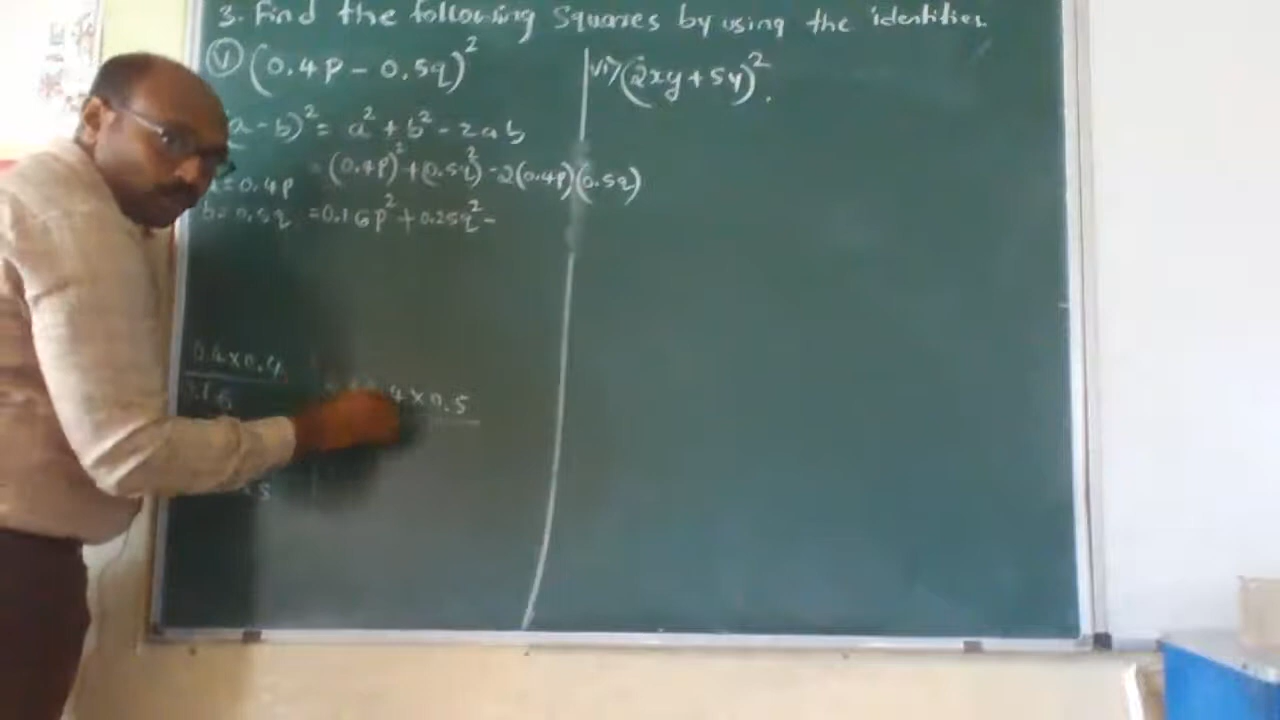 3. Find the following Squares by using the identities
(v) (0.4p - 0.5q)²
a - b)² = a² + b² - 2ab
= (0.4p)² + (0.5q)² - 2(0.4p)(0.5q)
= 0.4p
b = 0.5q = 0.16p² + 0.25q² -
0.4 x 0.4
4 x 0.5
vi) (2xy + 5y)².